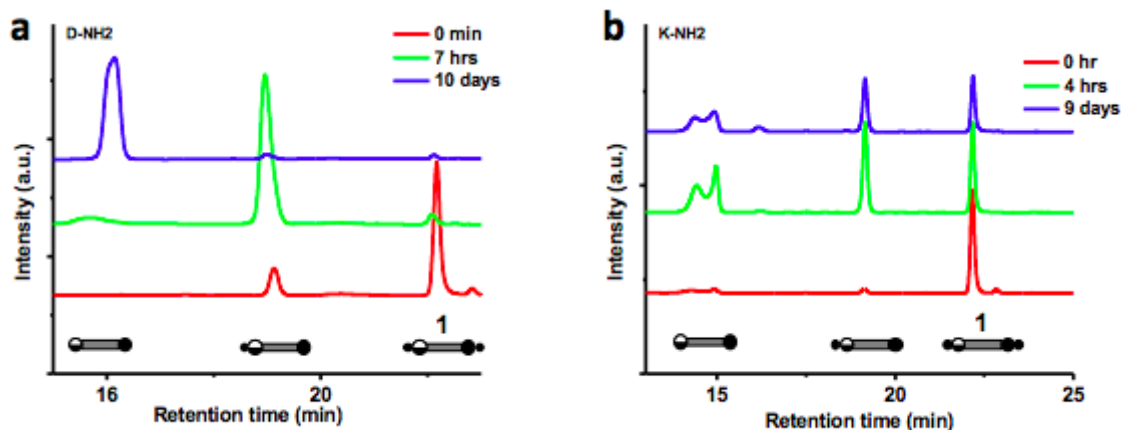 a
D-NH2
0 min
7 hrs
10 days
Intensity (a.u.)
1
16
20
Retention time (min)
b
K-NH2
0 hr
4 hrs
9 days
Intensity (a.u.)
1
15
20
25
Retention time (min)